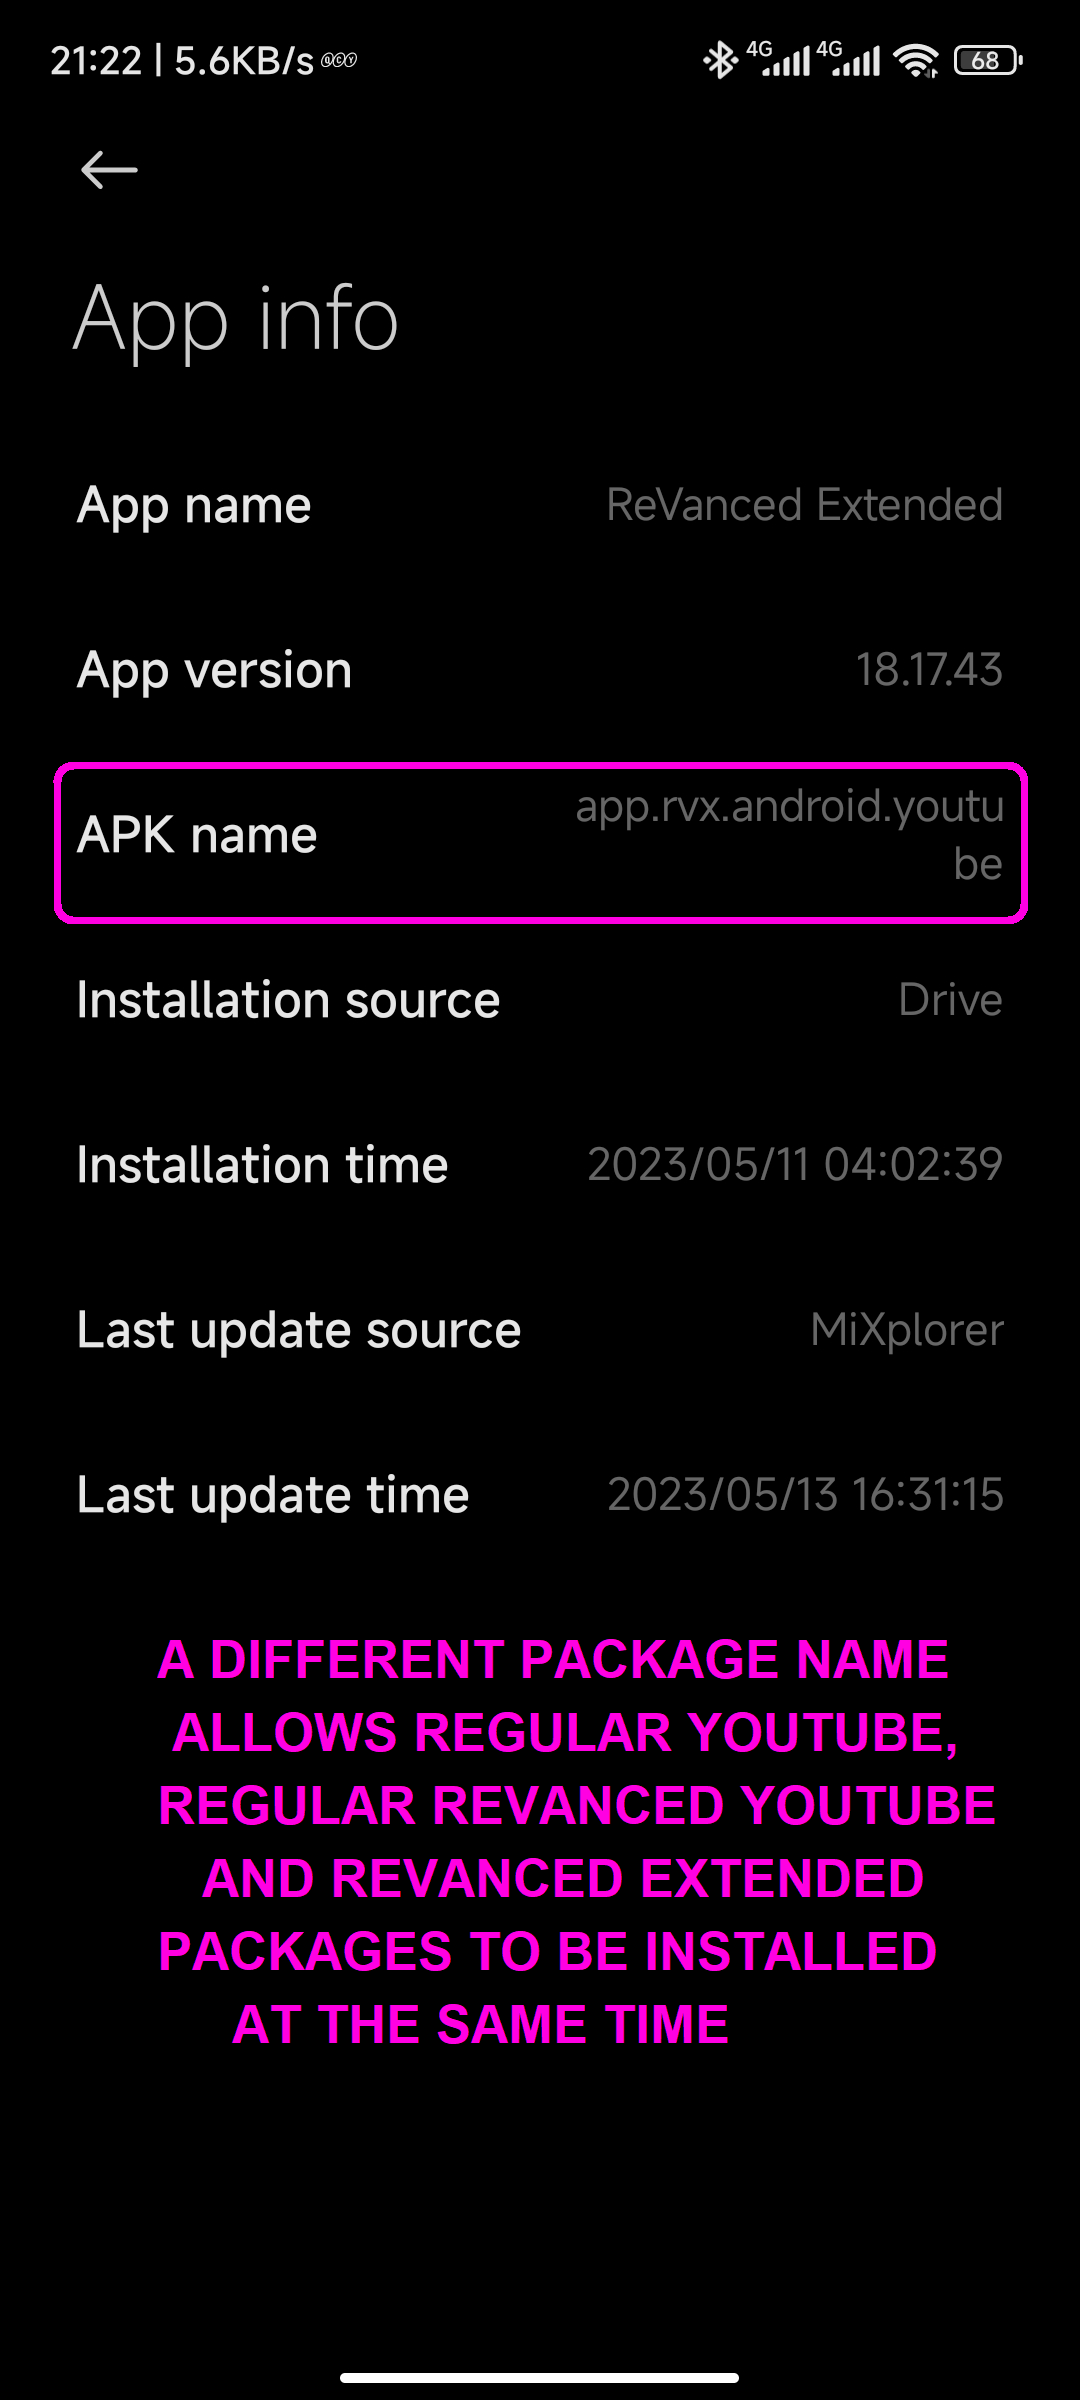 21:22 | 5.6KB/s
4G 4G 68
App info
App name ReVanced Extended
App version 18.17.43
APK name app.rvx.android.youtu
be
Installation source Drive
Installation time 2023/05/11 04:02:39
Last update source MiXplorer
Last update time 2023/05/13 16:31:15
A DIFFERENT PACKAGE NAME
ALLOWS REGULAR YOUTUBE,
REGULAR REVANCED YOUTUBE
AND REVANCED EXTENDED
PACKAGES TO BE INSTALLED
AT THE SAME TIME